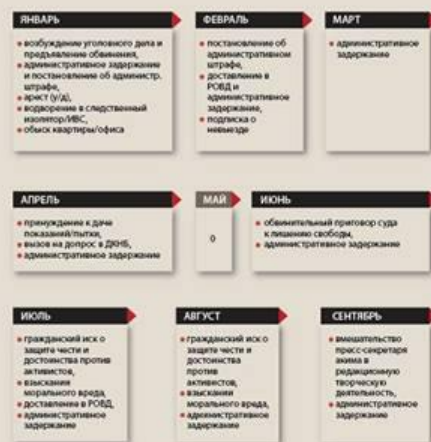 ЯНВАРЬ
• возбуждение уголовного дела и
предъявление обвинения,
• административное задержание
и постановление об администр.
штрафе,
• арест (у/д),
• водворение в следственный
изолятор/ИВС,
• обыск квартиры/офиса
ФЕВРАЛЬ
• постановление об
административном
штрафе,
• доставление в
РОВД и
административное
задержание,
• подписка о
невыезде
МАРТ
• административное
задержание
АПРЕЛЬ
• принуждение к даче
показаний/пытки,
• вызов на допрос в ДКНБ,
• административное задержание
МАЙ
0
ИЮНЬ
• обвинительный приговор суда
к лишению свободы,
• административное задержание
ИЮЛЬ
• гражданский иск о
защите чести и
достоинства против
активистов,
• взыскания
морального вреда,
• доставление в РОВД,
• административное
задержание
АВГУСТ
• гражданский иск о
защите чести и
достоинства
против
активистов,
• взыскании
морального вреда,
• административное
задержание
СЕНТЯБРЬ
• вмешательство
пресс-секретаря
акима в
редакционную
творческую
деятельность,
• административное
задержание